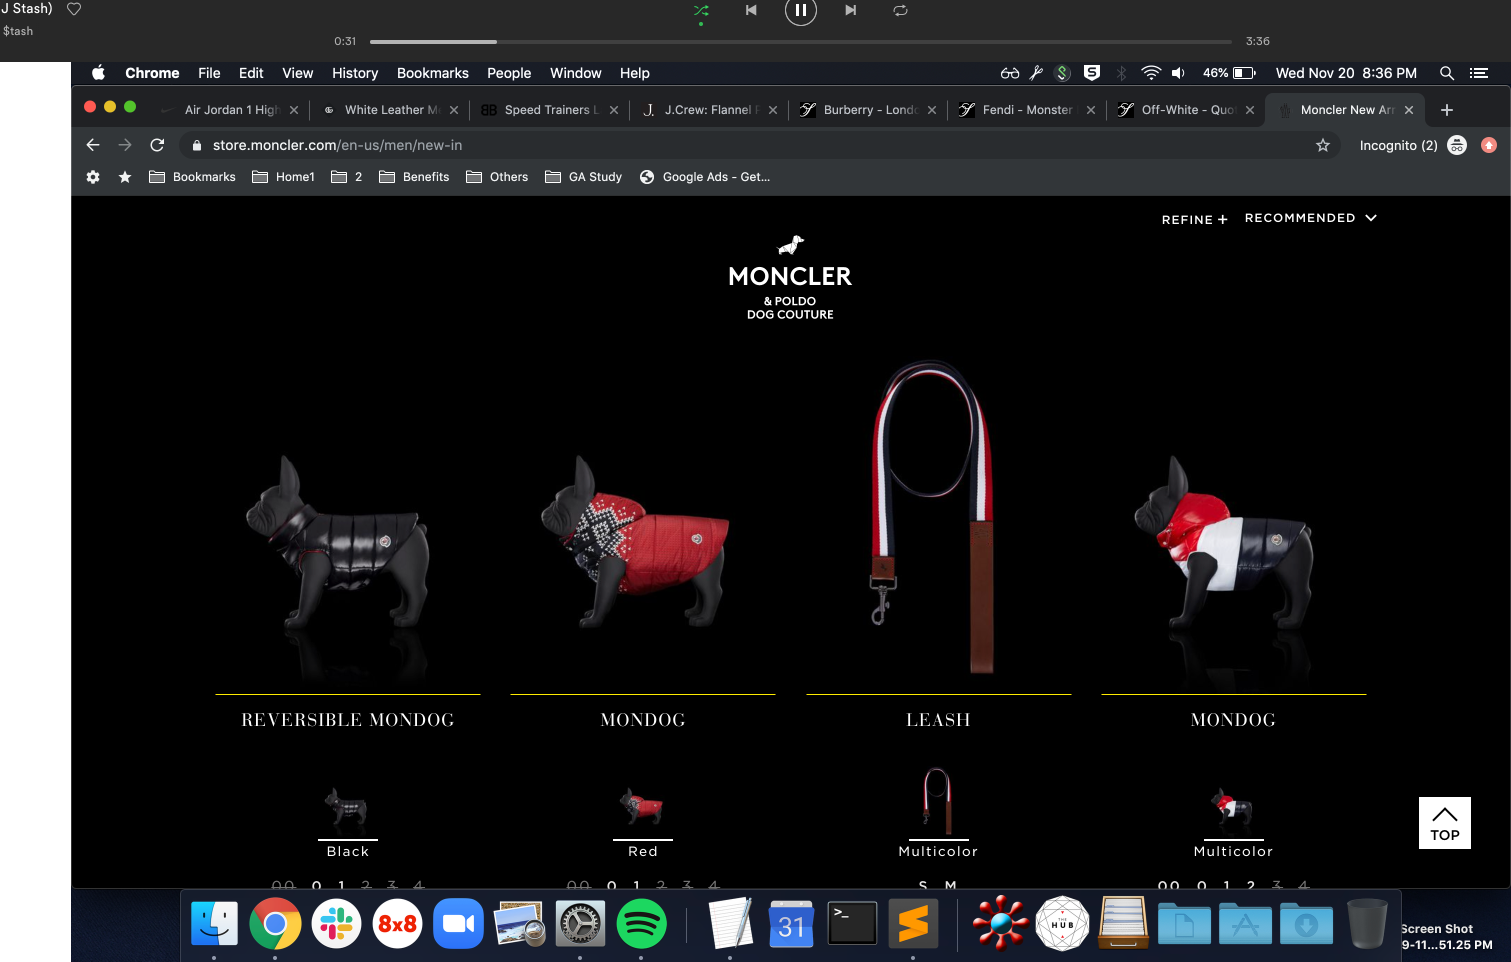 J Stash)
$tash
0:31
3:36
Chrome File Edit View History Bookmarks People Window Help
46%
Wed Nov 20 8:36 PM
Air Jordan 1 High
White Leather Me
Speed Trainers L
J.Crew: Flannel P
Burberry - Londo
Fendi - Monster
Off-White - Quot
Moncler New Arr
store.moncler.com/en-us/men/new-in
Incognito (2)
Bookmarks Home1 2 Benefits Others GA Study Google Ads - Get...
REFINE +
RECOMMENDED
MONCLER
& POLDO
DOG COUTURE
REVERSIBLE MONDOG
MONDOG
LEASH
MONDOG
Black
Red
Multicolor
Multicolor
00 0 1 2 3 4
00 0 1 2 3 4
S M
00 0 1 2 3 4
TOP
8x8
31
>_
THE
HUB
Screen Shot
9-11...51.25 PM